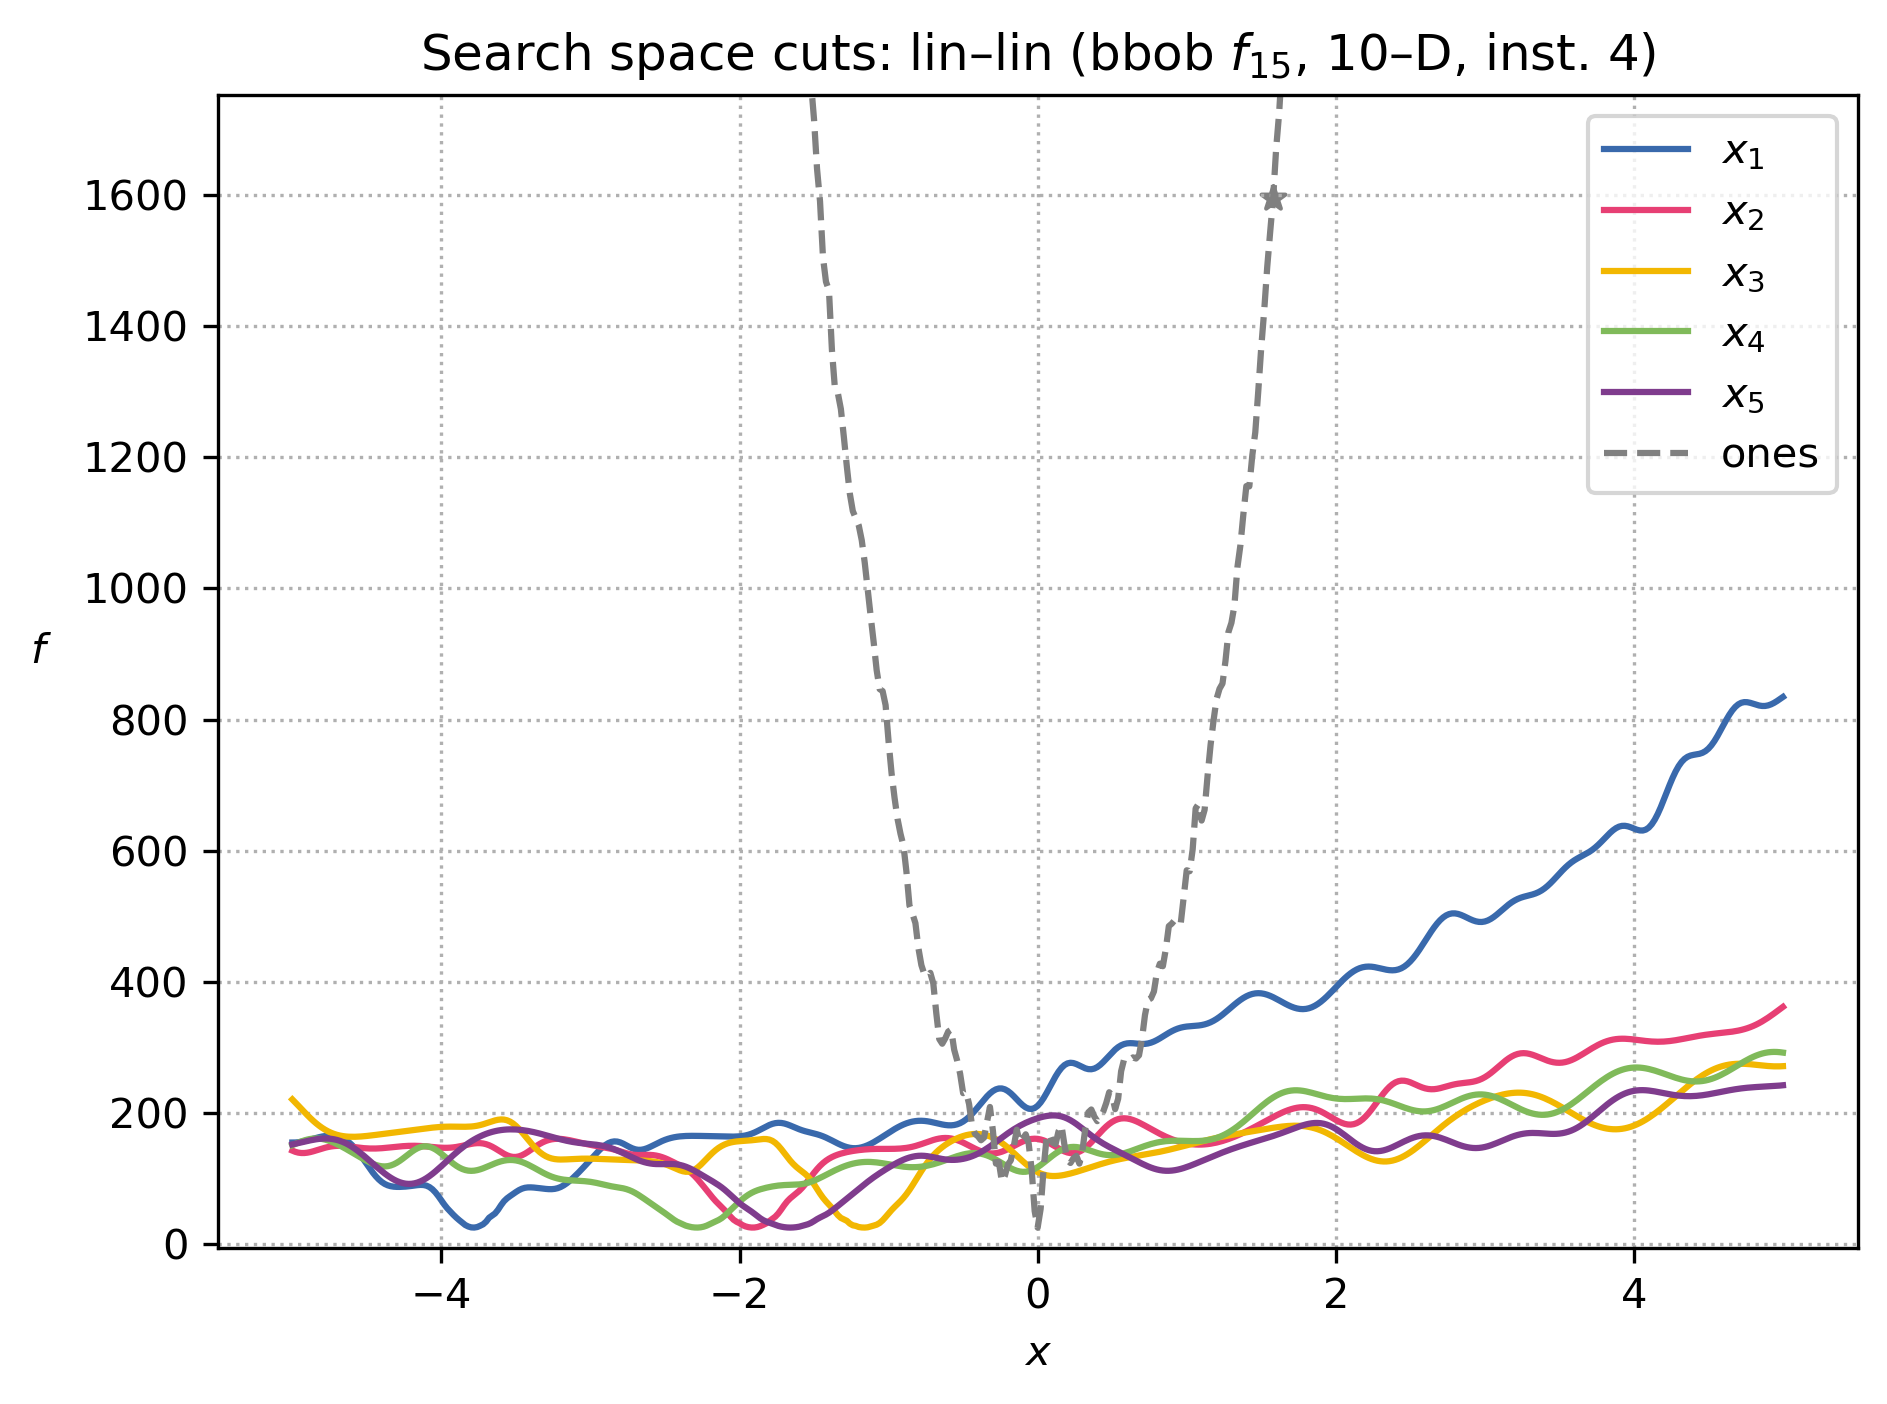 Search space cuts: lin–lin (bbob f₁₅, 10–D, inst. 4)
1600
1400
1200
1000
800
600
400
200
0
f
−4
−2
0
2
4
x
x₁
x₂
x₃
x₄
x₅
ones